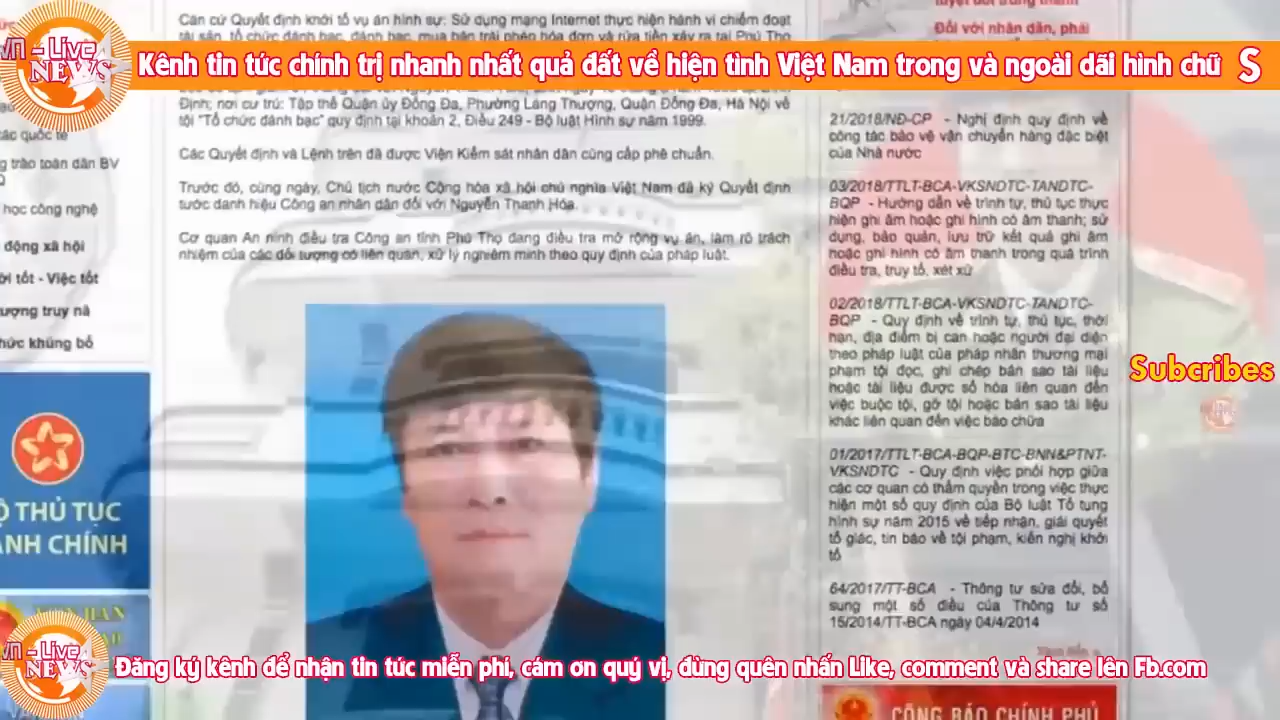 Căn cứ Quyết định khởi tố vụ án hình sự: Sử dụng mạng Internet thực hiện hành vi chiếm đoạt
tài sản, tổ chức đánh bạc, đánh bạc, mua bán trái phép hóa đơn và rửa tiền xảy ra tại Phú Thọ
Đối với nhân dân, phải
VN - Live
NEWS
Kênh tin tức chính trị nhanh nhất quả đất về hiện tình Việt Nam trong và ngoài dãi hình chữ S
Định; nơi cư trú: Tập thể Quận ủy Đống Đa, Phường Láng Thượng, Quận Đống Đa, Hà Nội về
tội "Tổ chức đánh bạc" quy định tại khoản 2, Điều 249 - Bộ luật Hình sự năm 1999.
Các Quyết định và Lệnh trên đã được Viện Kiểm sát nhân dân cùng cấp phê chuẩn.
Trước đó, cùng ngày, Chủ tịch nước Cộng hòa xã hội chủ nghĩa Việt Nam đã ký Quyết định
tước danh hiệu Công an nhân dân đối với Nguyễn Thanh Hóa.
Cơ quan An ninh điều tra Công an tỉnh Phú Thọ đang điều tra mở rộng vụ án, làm rõ trách
nhiệm của các đối tượng có liên quan, xử lý nghiêm minh theo quy định của pháp luật.
các quốc tế
trào toàn dân BV
học công nghệ
động xã hội
tốt - Việc tốt
tượng truy nã
khủng bố
THỦ TỤC
CHÍNH
21/2018/NĐ-CP - Nghị định quy định về
công tác bảo vệ vận chuyển hàng đặc biệt
của Nhà nước
03/2018/TTLT-BCA-VKSNDTC-TANDTC-
BQP - Hướng dẫn về trình tự, thủ tục thực
hiện ghi âm hoặc ghi hình có âm thanh; sử
dụng, bảo quản, lưu trữ kết quả ghi âm
hoặc ghi hình có âm thanh trong quá trình
điều tra, truy tố, xét xử
02/2018/TTLT-BCA-VKSNDTC-TANDTC-
BQP - Quy định về trình tự, thủ tục, thời
hạn, địa điểm bị can hoặc người đại diện
theo pháp luật của pháp nhân thương mại
phạm tội đọc, ghi chép bản sao tài liệu
hoặc tài liệu được số hóa liên quan đến
việc buộc tội, gỡ tội hoặc bản sao tài liệu
khác liên quan đến việc bào chữa
01/2017/TTLT-BCA-BQP-BTC-BNN&PTNT-
VKSNDTC - Quy định việc phối hợp giữa
các cơ quan có thẩm quyền trong việc thực
hiện một số quy định của Bộ luật Tố tụng
hình sự năm 2015 về tiếp nhận, giải quyết
tố giác, tin báo về tội phạm, kiến nghị khởi
tố
64/2017/TT-BCA - Thông tư sửa đổi, bổ
sung một số điều của Thông tư số
15/2014/TT-BCA ngày 04/4/2014
Subcribes
VN - Live
NEWS
Đăng ký kênh để nhận tin tức miễn phí, cám ơn quý vị, đừng quên nhấn Like, comment và share lên Fb.com
CÔNG BÁO CHÍNH PHỦ